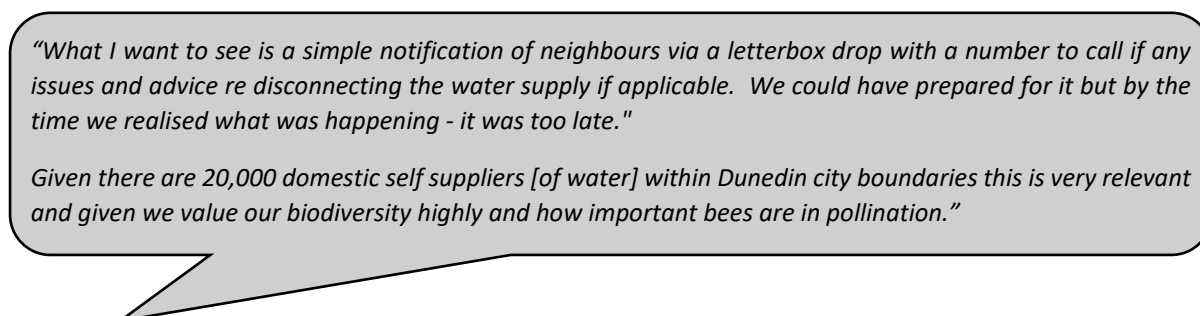 “What I want to see is a simple notification of neighbours via a letterbox drop with a number to call if any
issues and advice re disconnecting the water supply if applicable.  We could have prepared for it but by the
time we realised what was happening - it was too late."
Given there are 20,000 domestic self suppliers [of water] within Dunedin city boundaries this is very relevant
and given we value our biodiversity highly and how important bees are in pollination.”